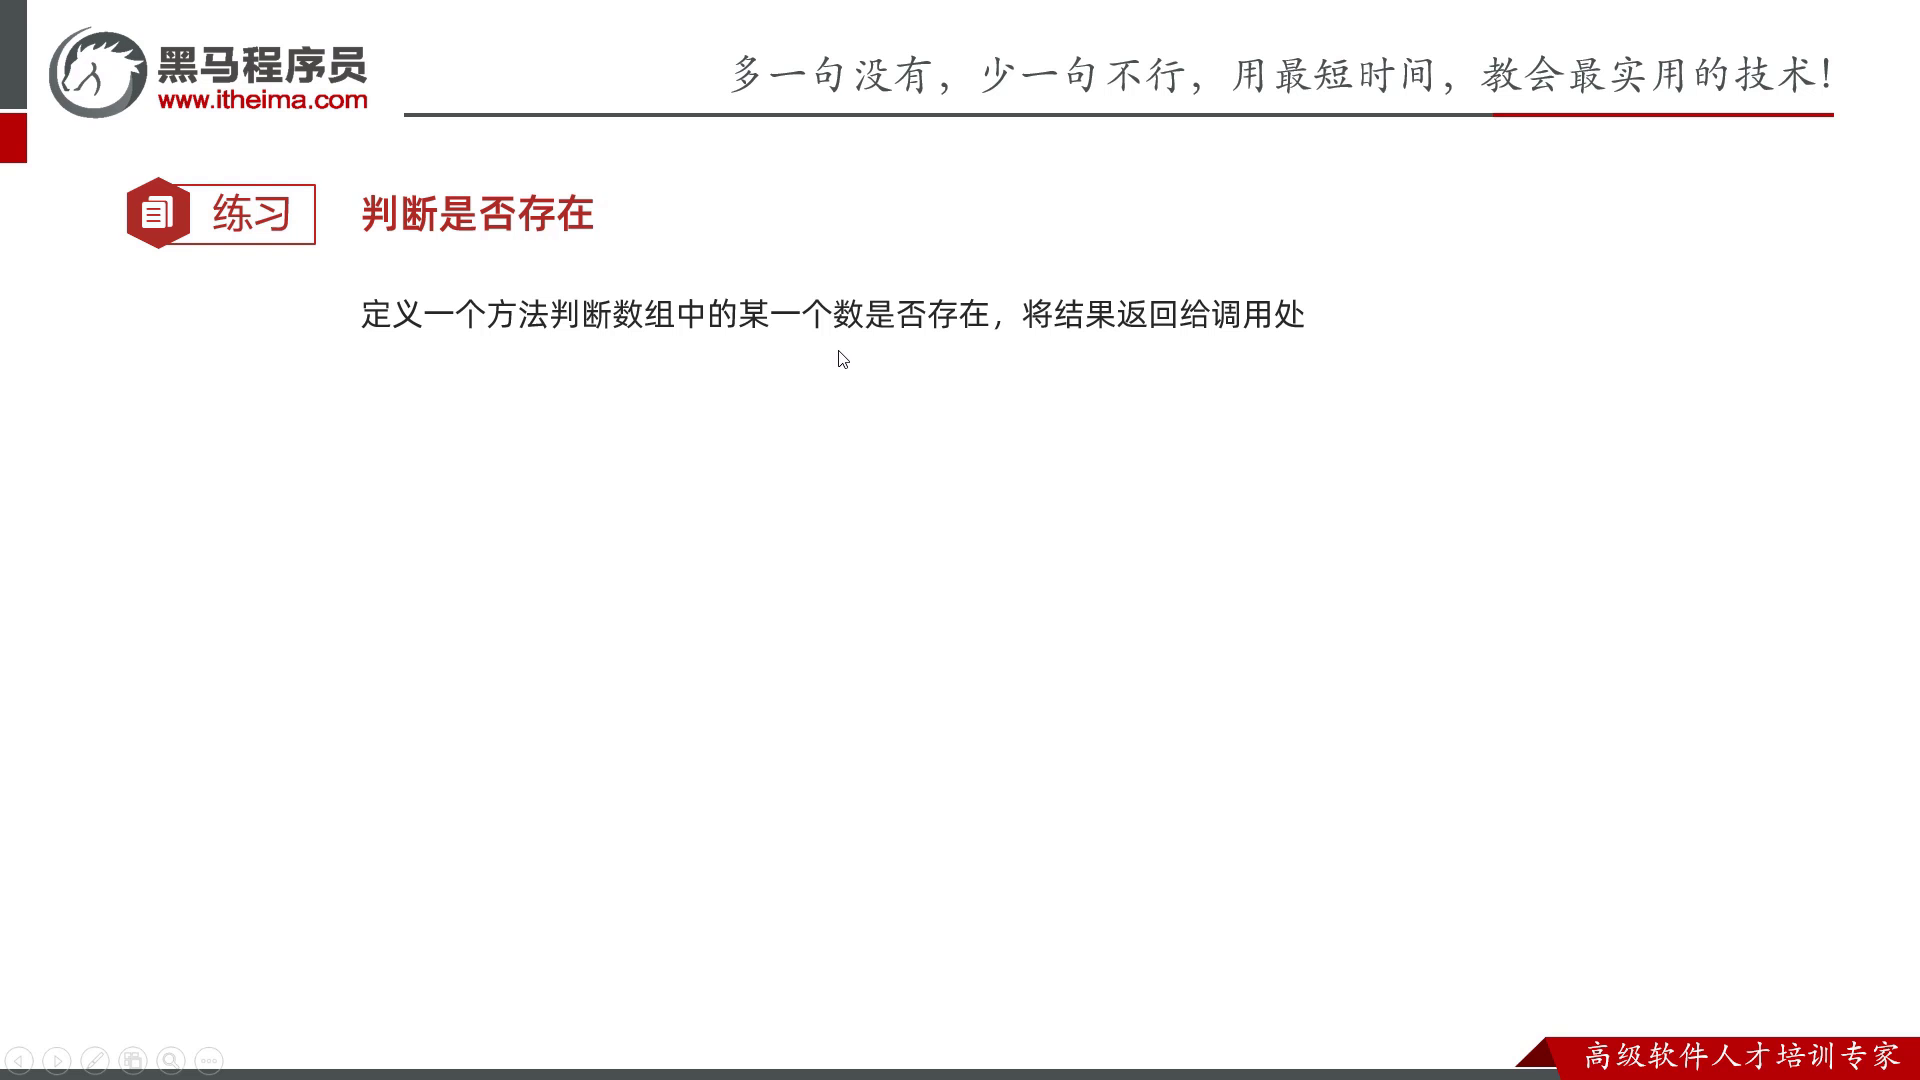 黑马程序员
www.itheima.com
多一句没有，少一句不行，用最短时间，教会最实用的技术！
练习
判断是否存在
定义一个方法判断数组中的某一个数是否存在，将结果返回给调用处
高级软件人才培训专家